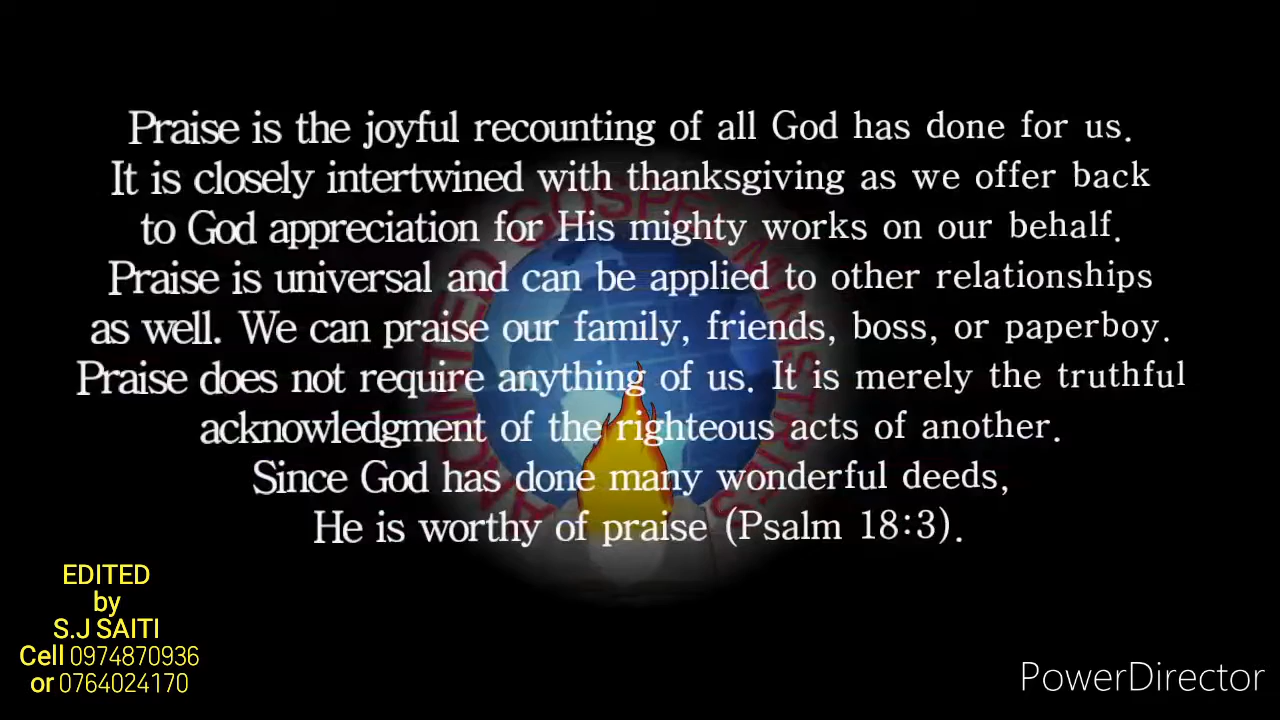 Praise is the joyful recounting of all God has done for us.
It is closely intertwined with thanksgiving as we offer back
to God appreciation for His mighty works on our behalf.
Praise is universal and can be applied to other relationships
as well. We can praise our family, friends, boss, or paperboy.
Praise does not require anything of us. It is merely the truthful
acknowledgment of the righteous acts of another.
Since God has done many wonderful deeds,
He is worthy of praise (Psalm 18:3).
GOSPEL MINISTRIES
EDITED
by
S.J SAITI
Cell 0974870936
or 0764024170
PowerDirector